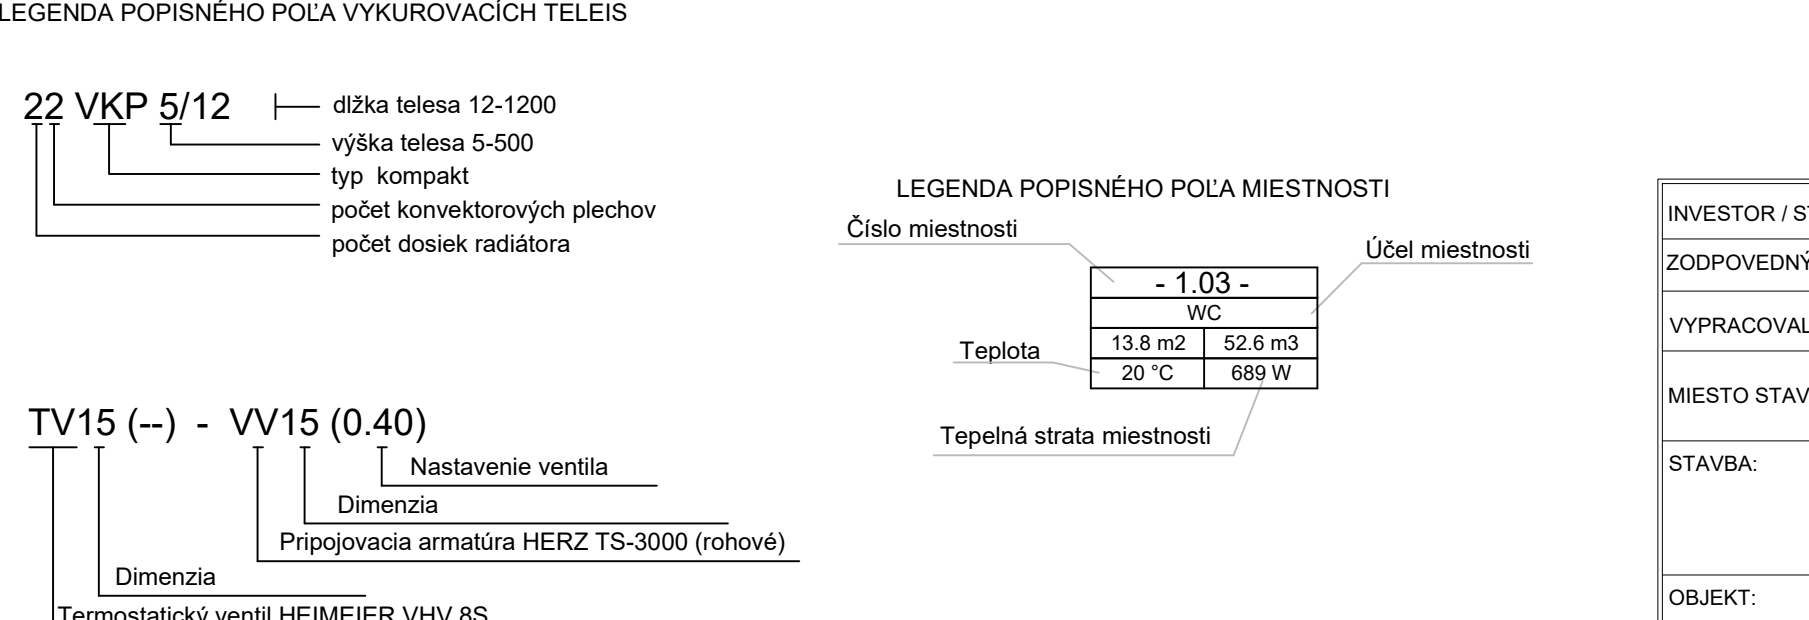 LEGENDA POPISNÉHO POĽA VYKUROVACÍCH TELEIS
22 VKP 5/12
dlžka telesa 12-1200
výška telesa 5-500
typ kompakt
počet konvektorových plechov
počet dosiek radiátora
TV15 (--) - VV15 (0.40)
Nastavenie ventila
Dimenzia
Pripojovacia armatúra HERZ TS-3000 (rohové)
Dimenzia
Termostatický ventil HEIMEIER VHV 8S
LEGENDA POPISNÉHO POĽA MIESTNOSTI
Číslo miestnosti
Účel miestnosti
- 1.03 -
WC
13.8 m2 52.6 m3
Teplota
20 °C 689 W
Tepelná strata miestnosti
INVESTOR / S
ZODPOVEDNÝ
VYPRACOVAL
MIESTO STAV
STAVBA:
OBJEKT: